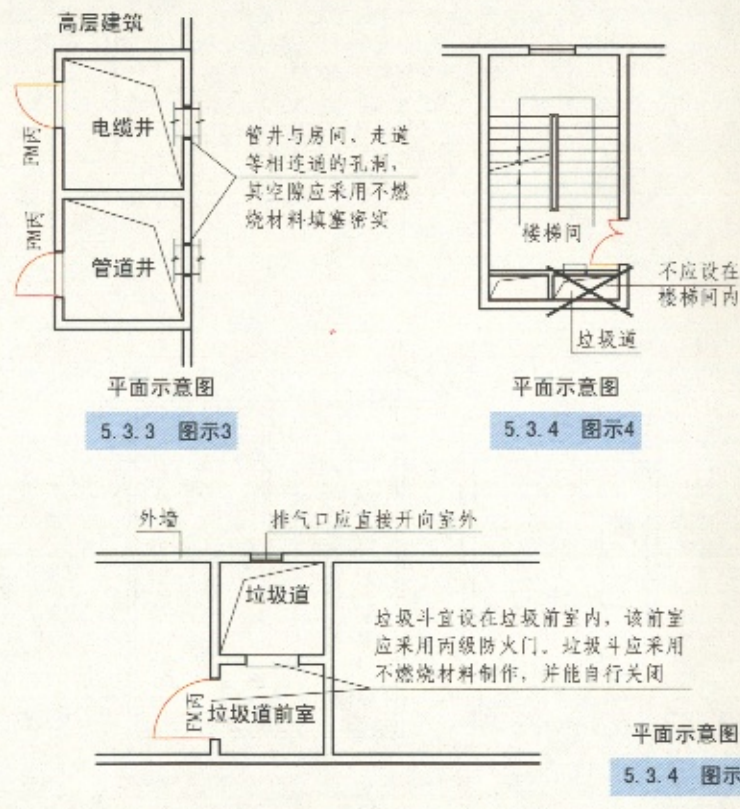 高层建筑
电缆井
FM丙
管井与房间、走道
等相连通的孔洞,
其空隙应采用不燃
烧材料填塞密实
FM丙
管道井
平面示意图
5.3.3 图示3
楼梯间
不应设在
楼梯间内
垃圾道
平面示意图
5.3.4 图示4
外墙
排气口应直接开向室外
垃圾道
垃圾斗宜设在垃圾前室内，该前室
应采用丙级防火门。垃圾斗应采用
不燃烧材料制作，并能自行关闭
FM丙
垃圾道前室
平面示意图
5.3.4 图示